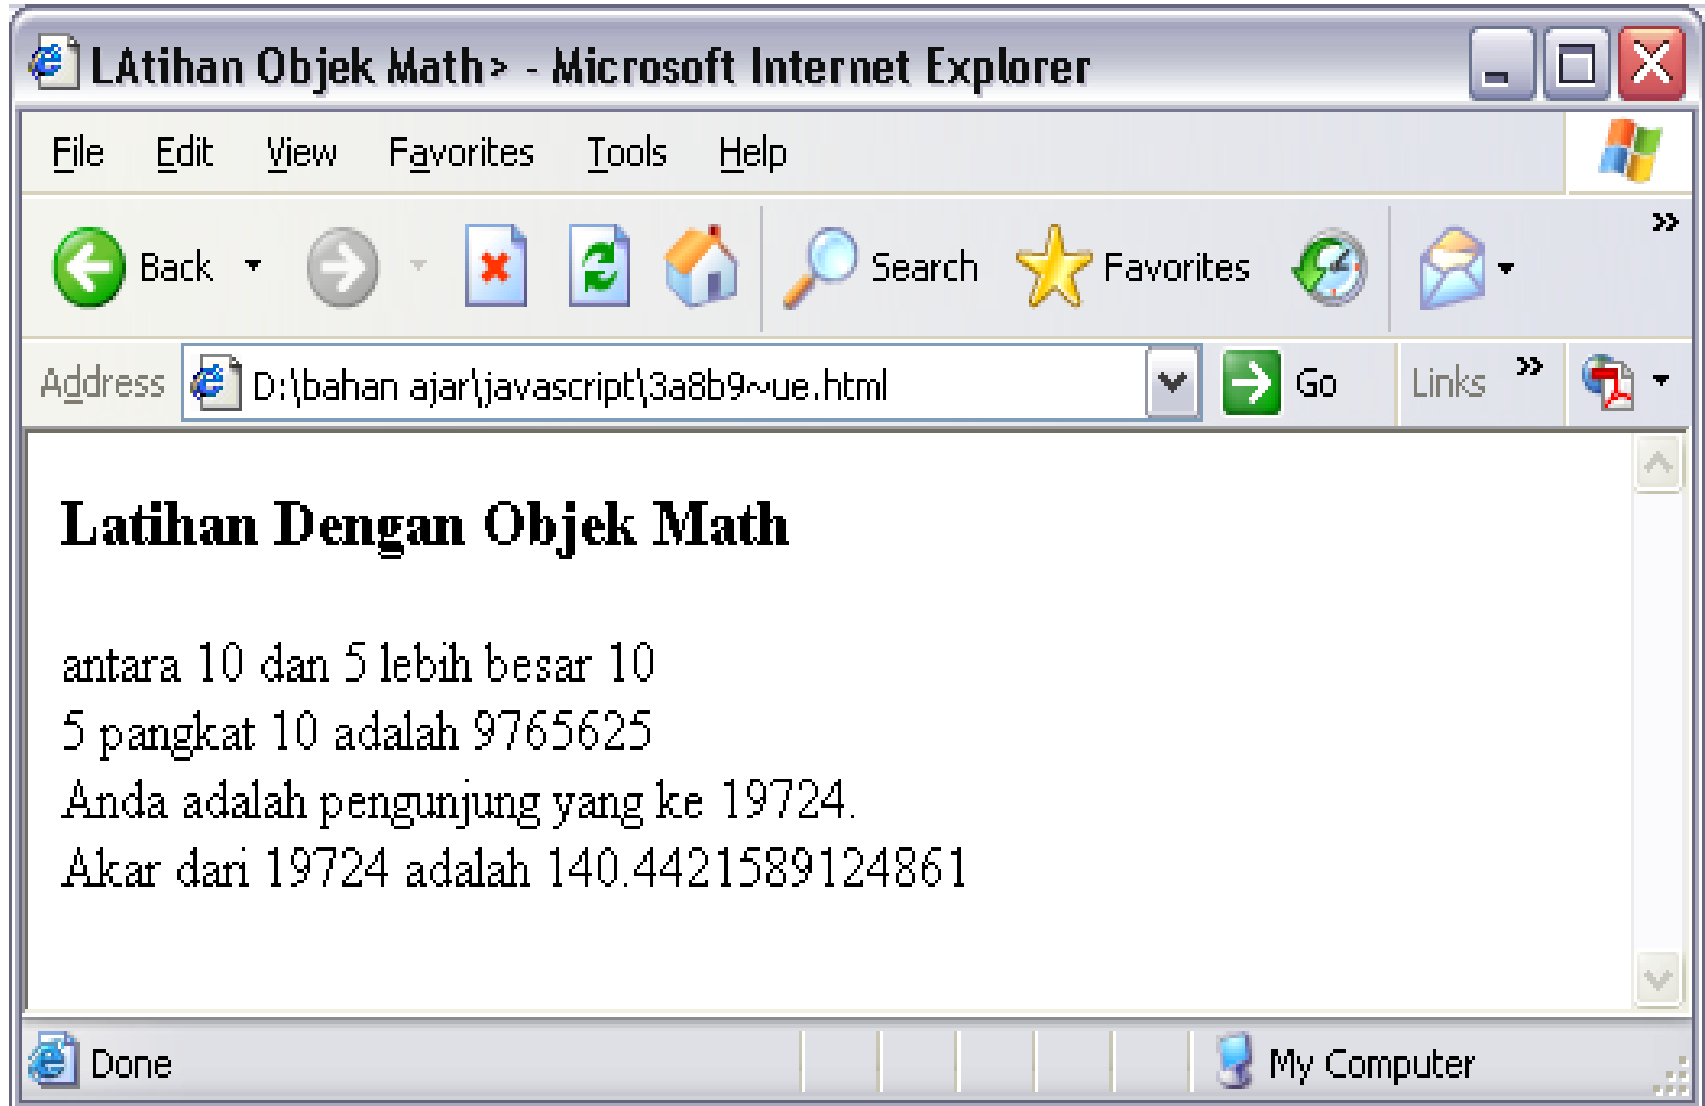 LAtihan Objek Math> - Microsoft Internet Explorer
File Edit View Favorites Tools Help
Back Search Favorites »
Address D:\bahan ajar\javascript\3a8b9~ue.html Go Links »
Latihan Dengan Objek Math
antara 10 dan 5 lebih besar 10
5 pangkat 10 adalah 9765625
Anda adalah pengunjung yang ke 19724.
Akar dari 19724 adalah 140.4421589124861
Done My Computer